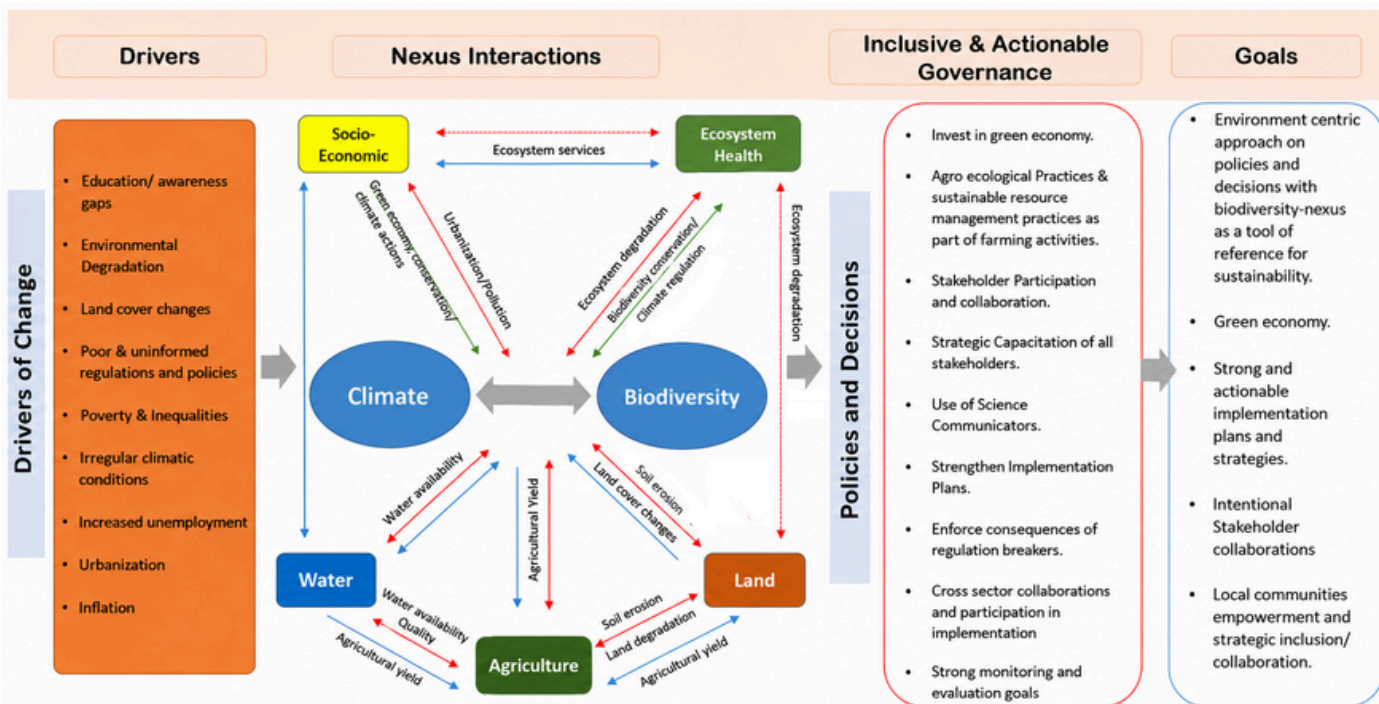 Drivers
Nexus Interactions
Inclusive & Actionable
Governance
Goals
Drivers of Change
• Education/ awareness
gaps
• Environmental
Degradation
• Land cover changes
• Poor & uninformed
regulations and policies
• Poverty & Inequalities
• Irregular climatic
conditions
• Increased unemployment
• Urbanization
• Inflation
Socio-
Economic
Ecosystem services
Ecosystem
Health
Green economy, conservation/
climate actions
Urbanization/Pollution
Ecosystem degradation
Biodiversity conservation/
Climate regulation
Ecosystem degradation
Climate
Biodiversity
Water availability
Agricultural Yield
Soil erosion
Land cover changes
Water
Land
Water availability
Quality
Agricultural yield
Agriculture
Soil erosion
Land degradation
Agricultural yield
Policies and Decisions
• Invest in green economy.
• Agro ecological Practices &
sustainable resource
management practices as
part of farming activities.
• Stakeholder Participation
and collaboration.
• Strategic Capacitation of all
stakeholders.
• Use of Science
Communicators.
• Strengthen Implementation
Plans.
• Enforce consequences of
regulation breakers.
• Cross sector collaborations
and participation in
implementation
• Strong monitoring and
evaluation goals
• Environment centric
approach on
policies and
decisions with
biodiversity-nexus
as a tool of
reference for
sustainability.
• Green economy.
• Strong and
actionable
implementation
plans and
strategies.
• Intentional
Stakeholder
collaborations
• Local communities
empowerment and
strategic inclusion/
collaboration.